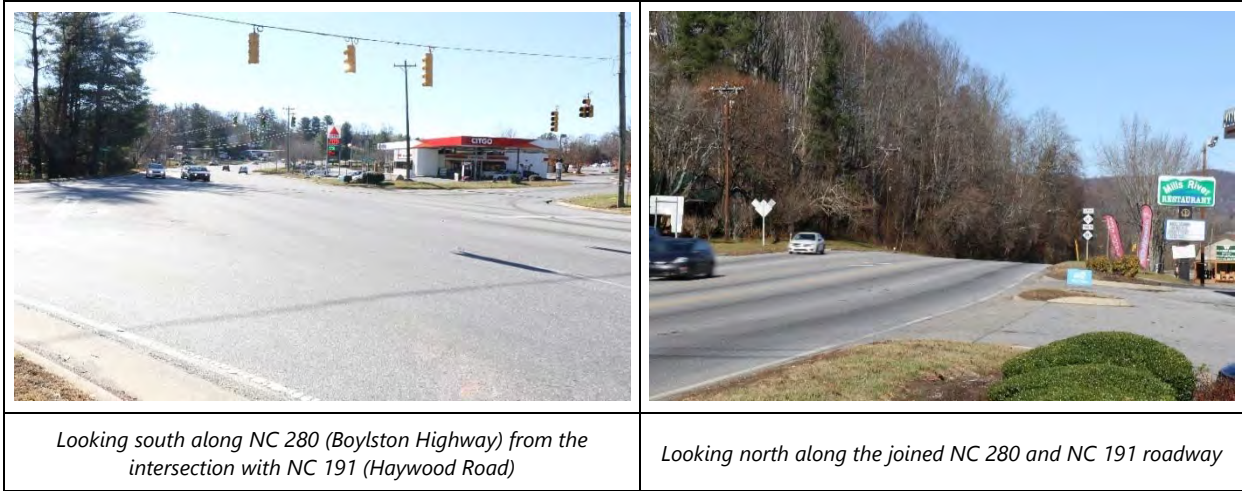 CITGO
Mills River
RESTAURANT
Looking south along NC 280 (Boylston Highway) from the
intersection with NC 191 (Haywood Road)
Looking north along the joined NC 280 and NC 191 roadway